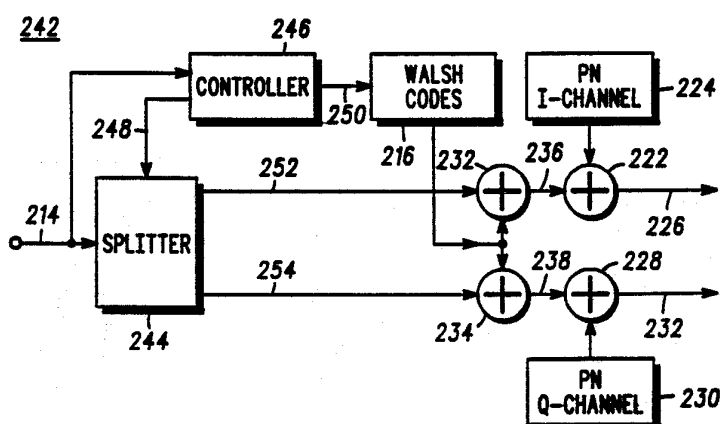 242
246
CONTROLLER
WALSH
CODES
PN
I-CHANNEL
224
248
250
216
232
236
222
252
226
214
SPLITTER
254
238
228
244
234
232
PN
Q-CHANNEL
230